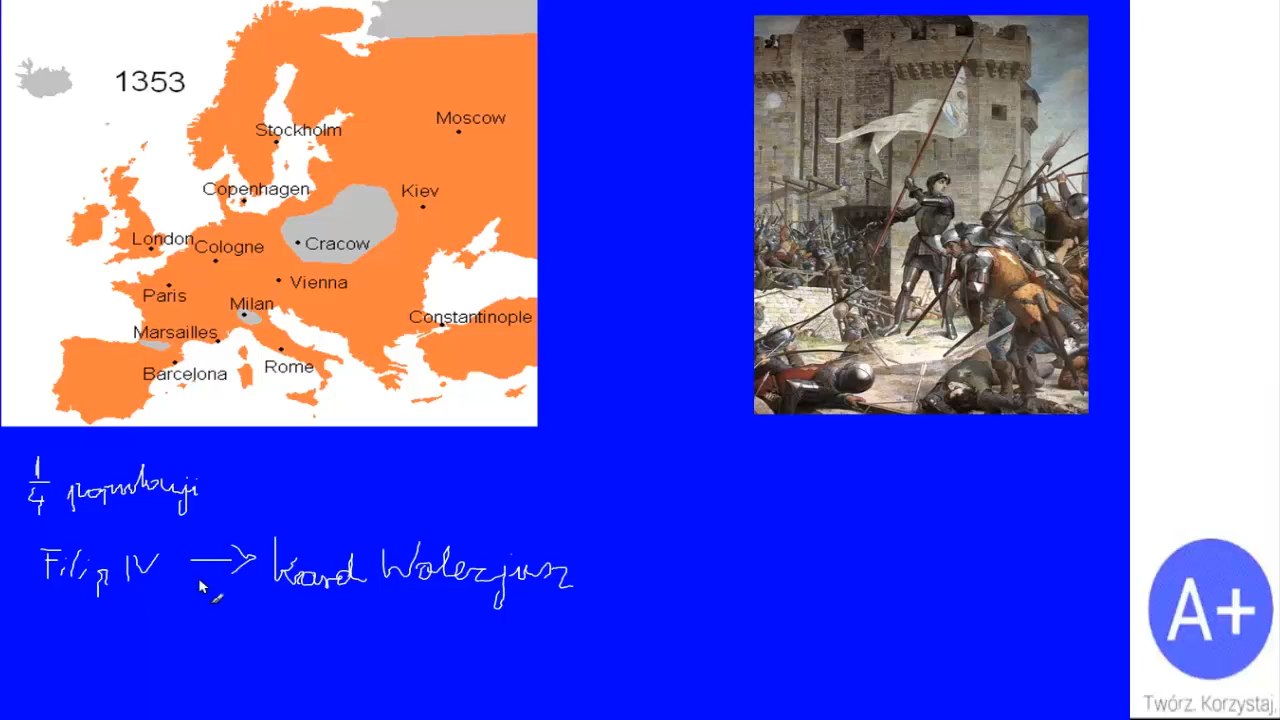 1353
Moscow
Stockholm
Copenhagen
Kiev
London
Cologne
Cracow
Paris
Vienna
Milan
Marsailles
Constantinople
Barcelona
Rome
1/4 populacji
Filip IV → Karol Walezjusz
A+
Twórz. Korzystaj.